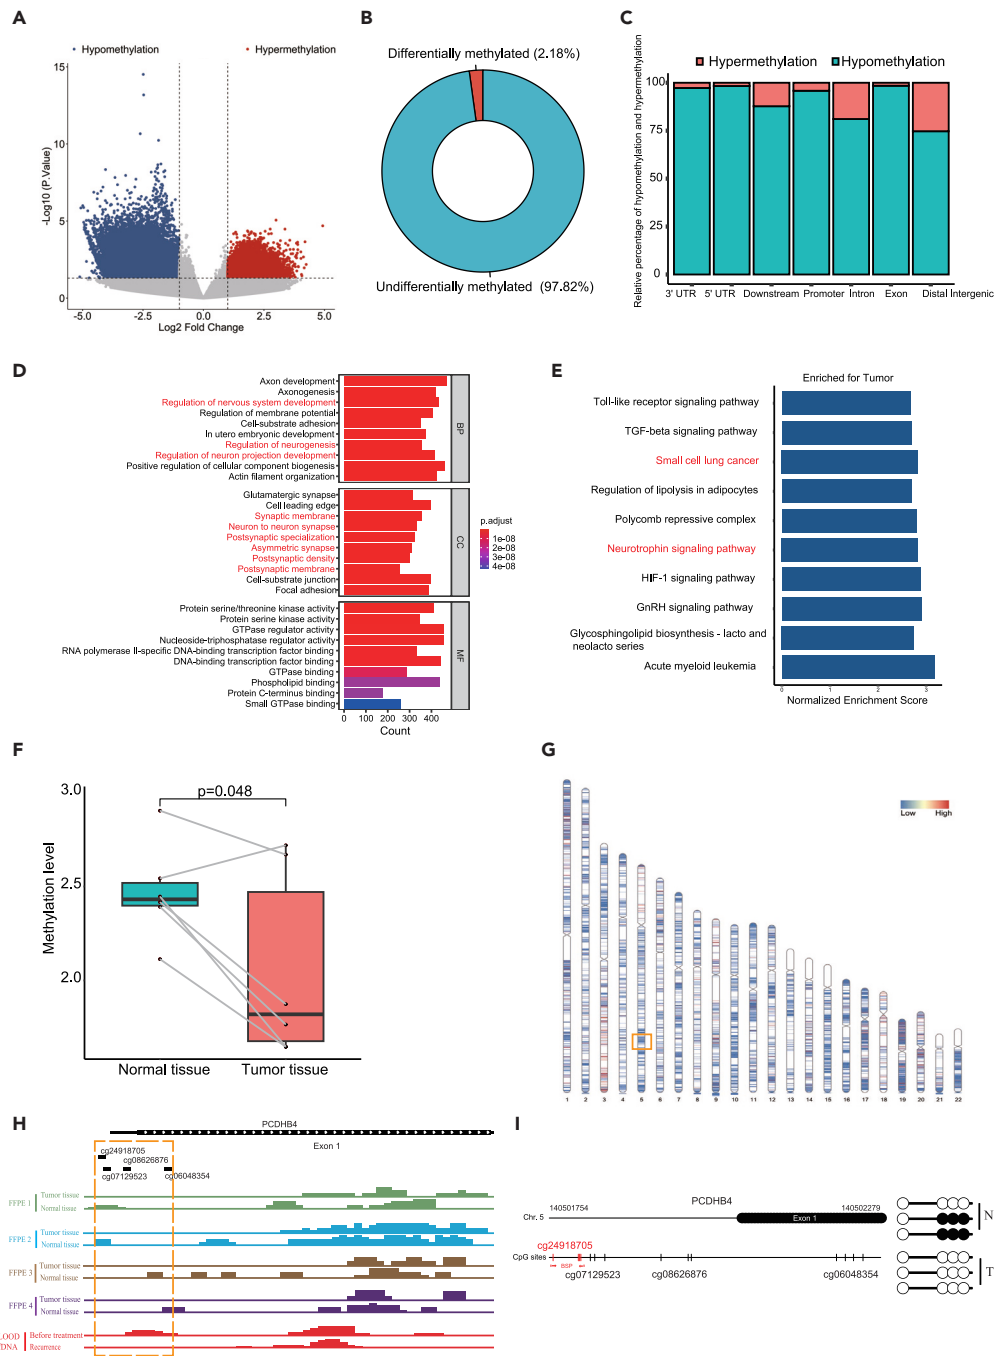 A
Hypomethylation
Hypermethylation
-Log10 (P.Value)
15
10
5
0
-5.0
-2.5
0.0
2.5
5.0
Log2 Fold Change
B
Differentially methylated (2.18%)
Undifferentially methylated (97.82%)
C
Hypermethylation
Hypomethylation
Relative percentage of hypomethylation and hypermethylation
100
75
50
25
0
3' UTR
5' UTR
Downstream
Promoter
Intron
Exon
Distal Intergenic
D
Axon development
Axonogenesis
Regulation of nervous system development
Regulation of membrane potential
Cell-substrate adhesion
In utero embryonic development
Regulation of neurogenesis
Regulation of neuron projection development
Positive regulation of cellular component biogenesis
Actin filament organization
BP
Glutamatergic synapse
Cell leading edge
Synaptic membrane
Neuron to neuron synapse
Postsynaptic specialization
Asymmetric synapse
Postsynaptic density
Postsynaptic membrane
Cell-substrate junction
Focal adhesion
CC
Protein serine/threonine kinase activity
Protein serine kinase activity
GTPase regulator activity
Nucleoside-triphosphatase regulator activity
RNA polymerase II-specific DNA-binding transcription factor binding
DNA-binding transcription factor binding
GTPase binding
Phospholipid binding
Protein C-terminus binding
Small GTPase binding
MF
0 100 200 300 400
Count
p.adjust
1e-08
2e-08
3e-08
4e-08
E
Enriched for Tumor
Toll-like receptor signaling pathway
TGF-beta signaling pathway
Small cell lung cancer
Regulation of lipolysis in adipocytes
Polycomb repressive complex
Neurotrophin signaling pathway
HIF-1 signaling pathway
GnRH signaling pathway
Glycosphingolipid biosynthesis - lacto and
neolacto series
Acute myeloid leukemia
0 1 2 3
Normalized Enrichment Score
F
p=0.048
Methylation level
3.0
2.5
2.0
Normal tissue
Tumor tissue
G
Low
High
1 2 3 4 5 6 7 8 9 10 11 12 13 14 15 16 17 18 19 20 21 22
H
PCDHB4
Exon 1
cg24918705
cg08626876
cg07129523
cg06048354
FFPE 1
Tumor tissue
Normal tissue
FFPE 2
Tumor tissue
Normal tissue
FFPE 3
Tumor tissue
Normal tissue
FFPE 4
Tumor tissue
Normal tissue
LOOD
Before treatment
TDNA
Recurrence
I
PCDHB4
140501754
140502279
Chr. 5
Exon 1
cg24918705
CpG sites
BSP
cg07129523
cg08626876
cg06048354
N
T